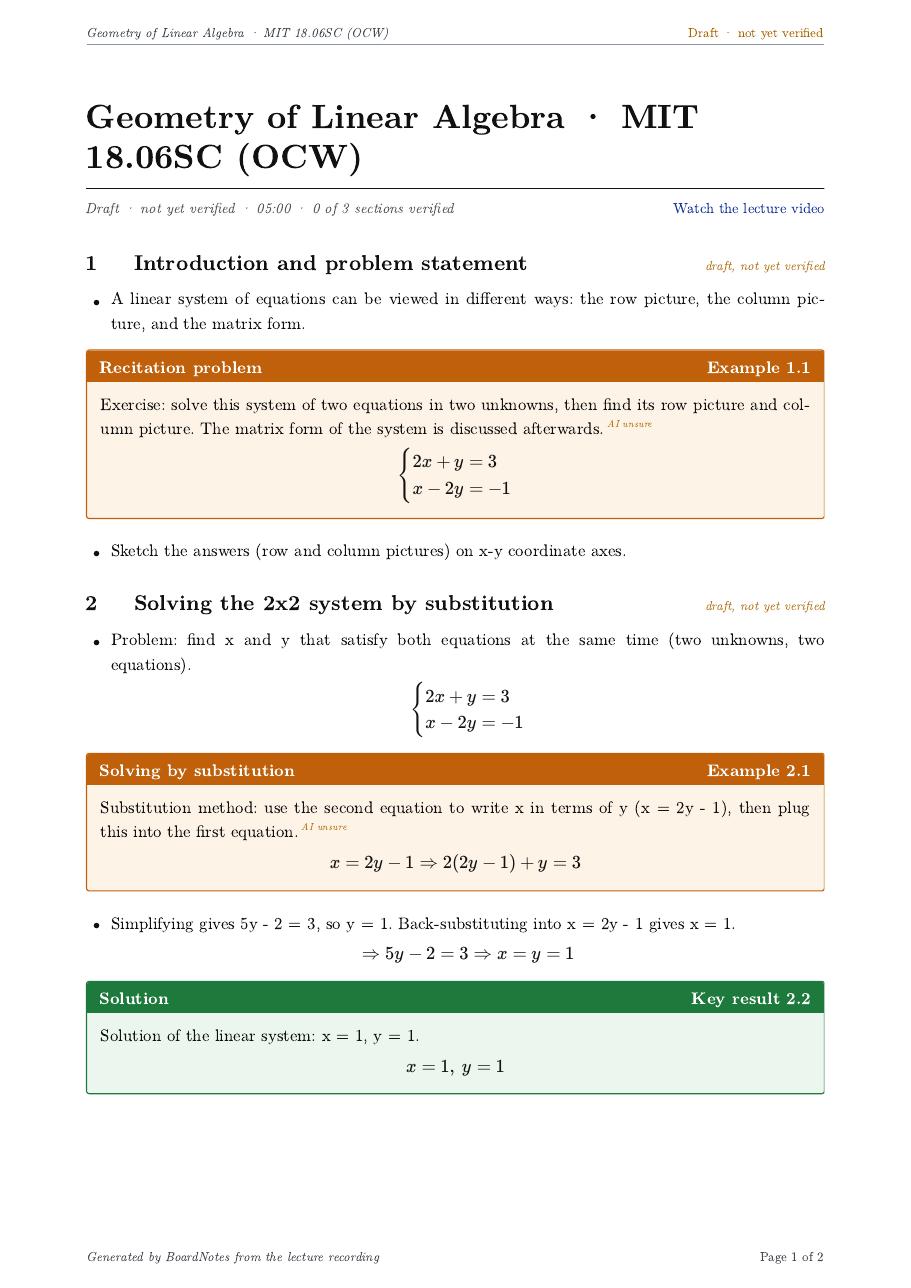 Geometry of Linear Algebra · MIT 18.06SC (OCW)
Draft · not yet verified
Geometry of Linear Algebra · MIT
18.06SC (OCW)
Draft · not yet verified · 05:00 · 0 of 3 sections verified
Watch the lecture video
1 Introduction and problem statement
draft, not yet verified
• A linear system of equations can be viewed in different ways: the row picture, the column pic-
ture, and the matrix form.
Recitation problem
Example 1.1
Exercise: solve this system of two equations in two unknowns, then find its row picture and col-
umn picture. The matrix form of the system is discussed afterwards. AI unsure
2x + y = 3
x − 2y = −1
• Sketch the answers (row and column pictures) on x-y coordinate axes.
2 Solving the 2x2 system by substitution
draft, not yet verified
• Problem: find x and y that satisfy both equations at the same time (two unknowns, two
equations).
2x + y = 3
x − 2y = −1
Solving by substitution
Example 2.1
Substitution method: use the second equation to write x in terms of y (x = 2y - 1), then plug
this into the first equation. AI unsure
x = 2y − 1 ⇒ 2(2y − 1) + y = 3
• Simplifying gives 5y - 2 = 3, so y = 1. Back-substituting into x = 2y - 1 gives x = 1.
⇒ 5y − 2 = 3 ⇒ x = y = 1
Solution
Key result 2.2
Solution of the linear system: x = 1, y = 1.
x = 1, y = 1
Generated by BoardNotes from the lecture recording
Page 1 of 2